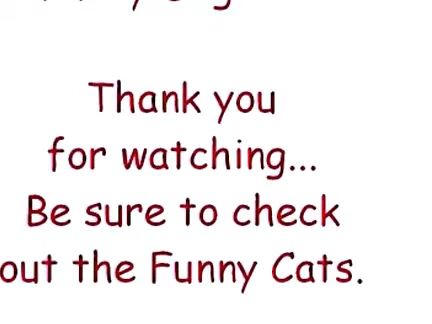 Thank you
for watching...
Be sure to check
out the Funny Cats.